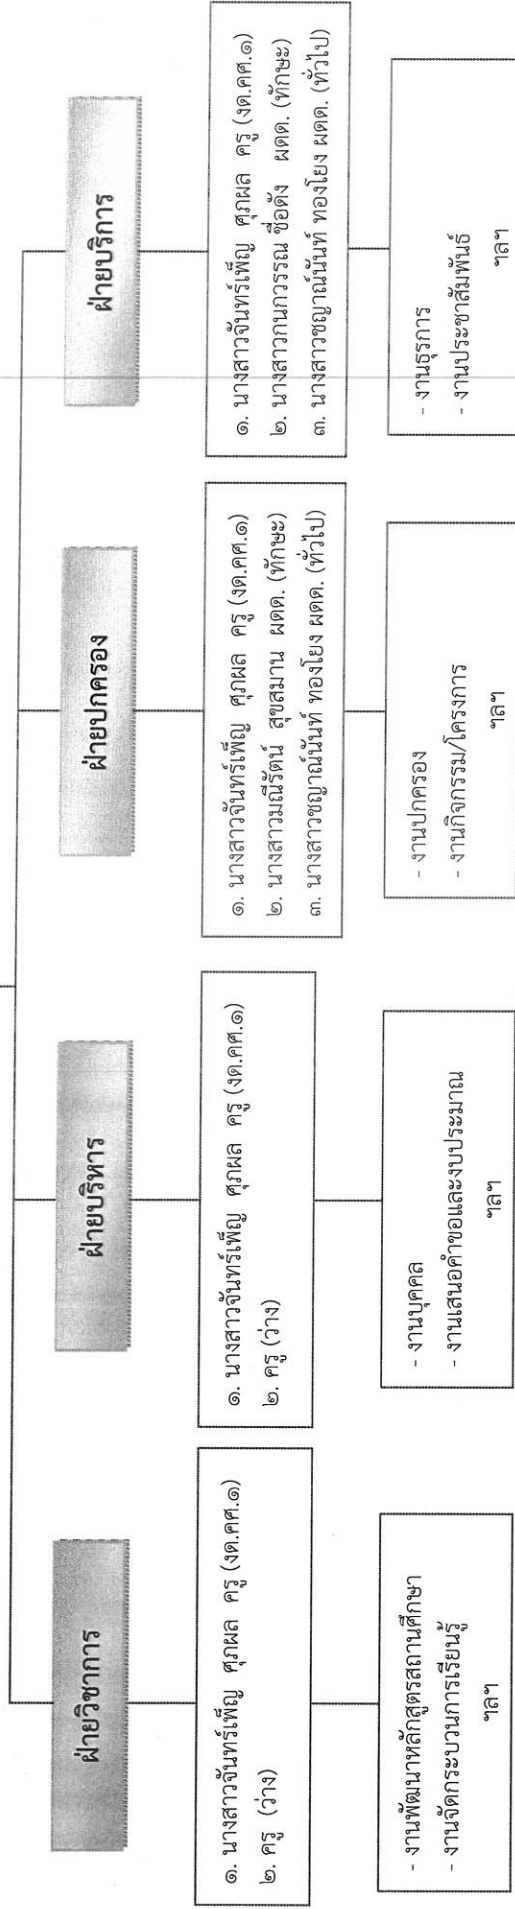 ฝ่ายวิชาการ
๑. นางสาวจันทร์เพ็ญ ศุภผล ครู (งด.คศ.๑)
๒. ครู (ว่าง)
- งานพัฒนาหลักสูตรสถานศึกษา
- งานจัดกระบวนการเรียนรู้
ฯลฯ
ฝ่ายบริหาร
๑. นางสาวจันทร์เพ็ญ ศุภผล ครู (งด.คศ.๑)
๒. ครู (ว่าง)
- งานบุคคล
- งานเสนอคำขอและงบประมาณ
ฯลฯ
ฝ่ายปกครอง
๑. นางสาวจันทร์เพ็ญ ศุภผล ครู (งด.คศ.๑)
๒. นางสาวมณีรัตน์ สุขสมาน ผดด. (ทักษะ)
๓. นางสาวชญาณ์นันท์ ทองโยง ผดด. (ทั่วไป)
- งานปกครอง
- งานกิจกรรม/โครงการ
ฯลฯ
ฝ่ายบริการ
๑. นางสาวจันทร์เพ็ญ ศุภผล ครู (งด.คศ.๑)
๒. นางสาวกนกวรรณ ชื่อดัง ผดด. (ทักษะ)
๓. นางสาวชญาณ์นันท์ ทองโยง ผดด. (ทั่วไป)
- งานธุรการ
- งานประชาสัมพันธ์
ฯลฯ